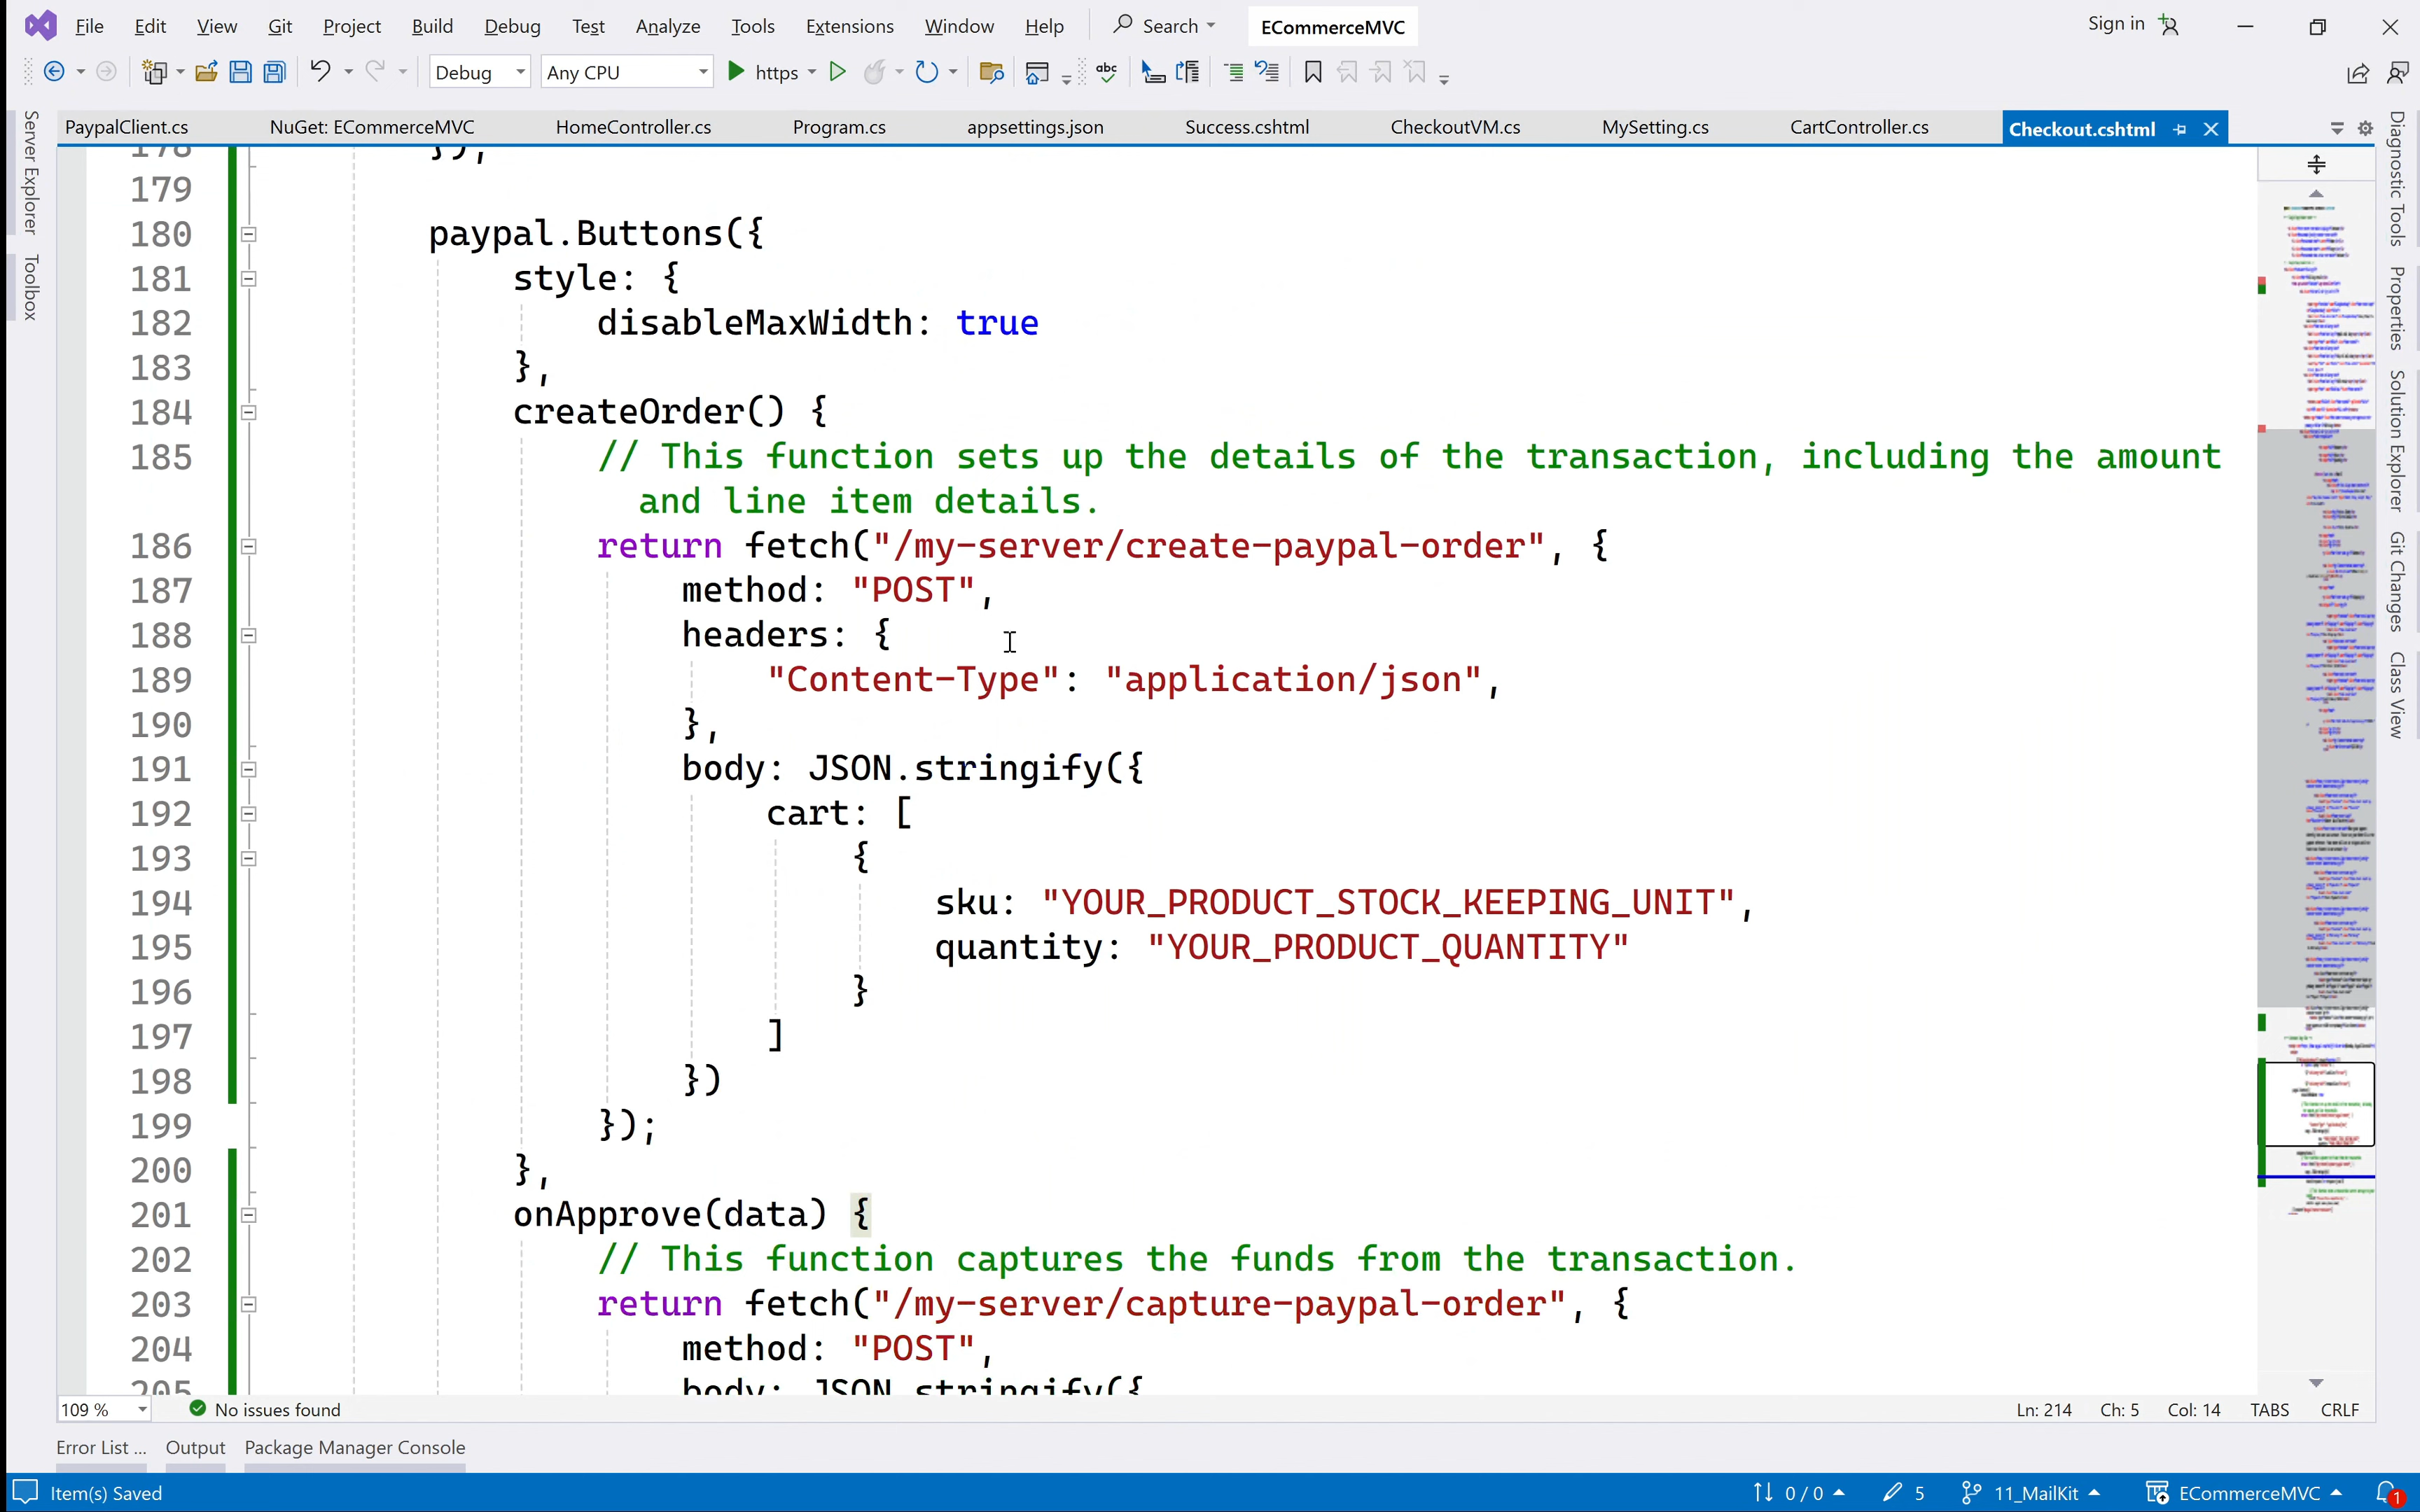 File Edit View Git Project Build Debug Test Analyze Tools Extensions Window Help Search ECommerceMVC Sign in
Debug Any CPU https abc
PaypalClient.cs NuGet: ECommerceMVC HomeController.cs Program.cs appsettings.json Success.cshtml CheckoutVM.cs MySetting.cs CartController.cs Checkout.cshtml
Server Explorer
Toolbox
178 });
179
180 paypal.Buttons({
181 style: {
182 disableMaxWidth: true
183 },
184 createOrder() {
185 // This function sets up the details of the transaction, including the amount
and line item details.
186 return fetch("/my-server/create-paypal-order", {
187 method: "POST",
188 headers: {
189 "Content-Type": "application/json",
190 },
191 body: JSON.stringify({
192 cart: [
193 {
194 sku: "YOUR_PRODUCT_STOCK_KEEPING_UNIT",
195 quantity: "YOUR_PRODUCT_QUANTITY"
196 }
197 ]
198 })
199 });
200 },
201 onApprove(data) {
202 // This function captures the funds from the transaction.
203 return fetch("/my-server/capture-paypal-order", {
204 method: "POST",
205 body: JSON.stringify({
Diagnostic Tools
Properties
Solution Explorer
Git Changes
Class View
109 % No issues found Ln: 214 Ch: 5 Col: 14 TABS CRLF
Error List ... Output Package Manager Console
Item(s) Saved 0 / 0 5 11_MailKit ECommerceMVC 1